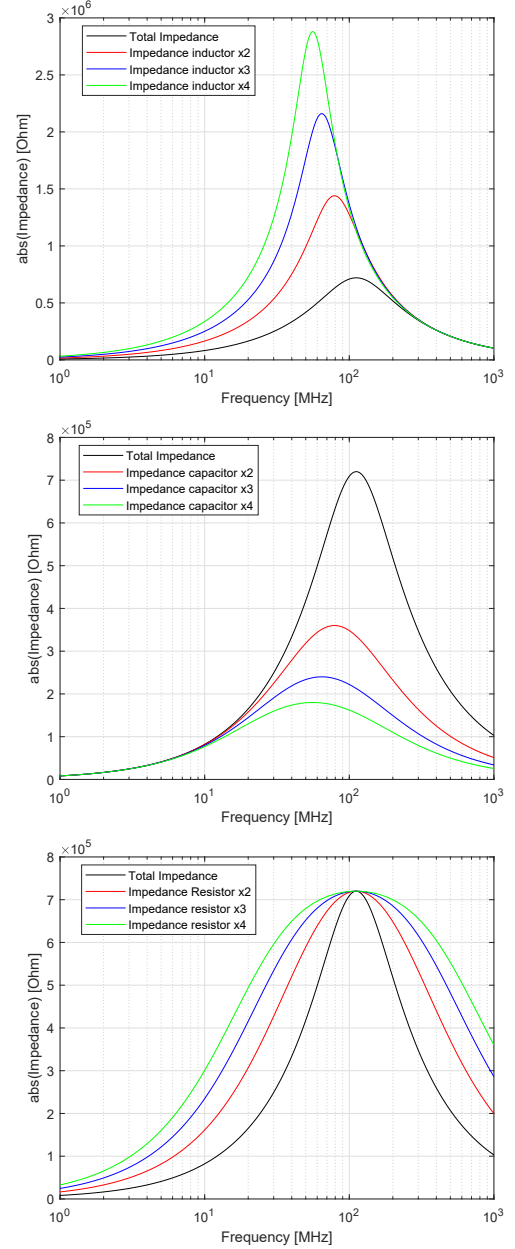 ×10^6
Total Impedance
Impedance inductor x2
Impedance inductor x3
Impedance inductor x4
abs(Impedance) [Ohm]
3
2.5
2
1.5
1
0.5
0
10^0
10^1
10^2
10^3
Frequency [MHz]
×10^5
Total Impedance
Impedance capacitor x2
Impedance capacitor x3
Impedance capacitor x4
abs(Impedance) [Ohm]
8
7
6
5
4
3
2
1
0
10^0
10^1
10^2
10^3
Frequency [MHz]
×10^5
Total Impedance
Impedance Resistor x2
Impedance resistor x3
Impedance resistor x4
abs(Impedance) [Ohm]
8
7
6
5
4
3
2
1
0
10^0
10^1
10^2
10^3
Frequency [MHz]